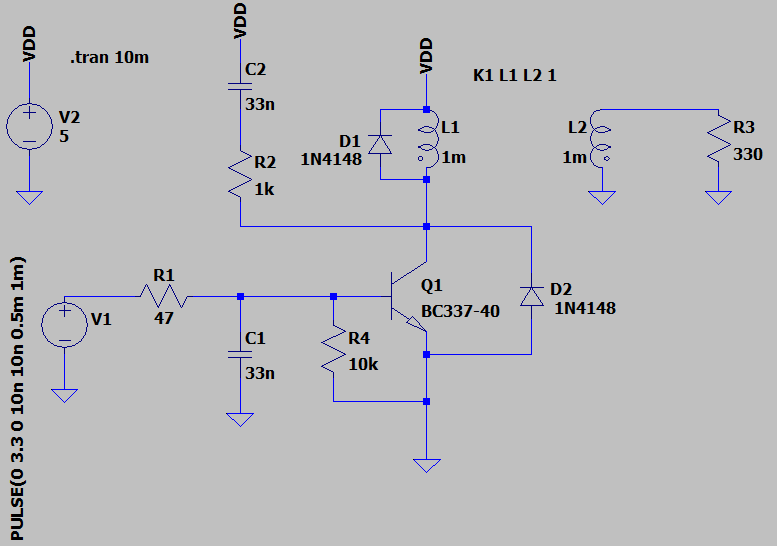 VDD
.tran 10m
V2
5
VDD
C2
33n
R2
1k
VDD
D1
1N4148
L1
1m
K1 L1 L2 1
L2
1m
R3
330
PULSE(0 3.3 0 10n 10n 0.5m 1m)
V1
R1
47
C1
33n
R4
10k
Q1
BC337-40
D2
1N4148